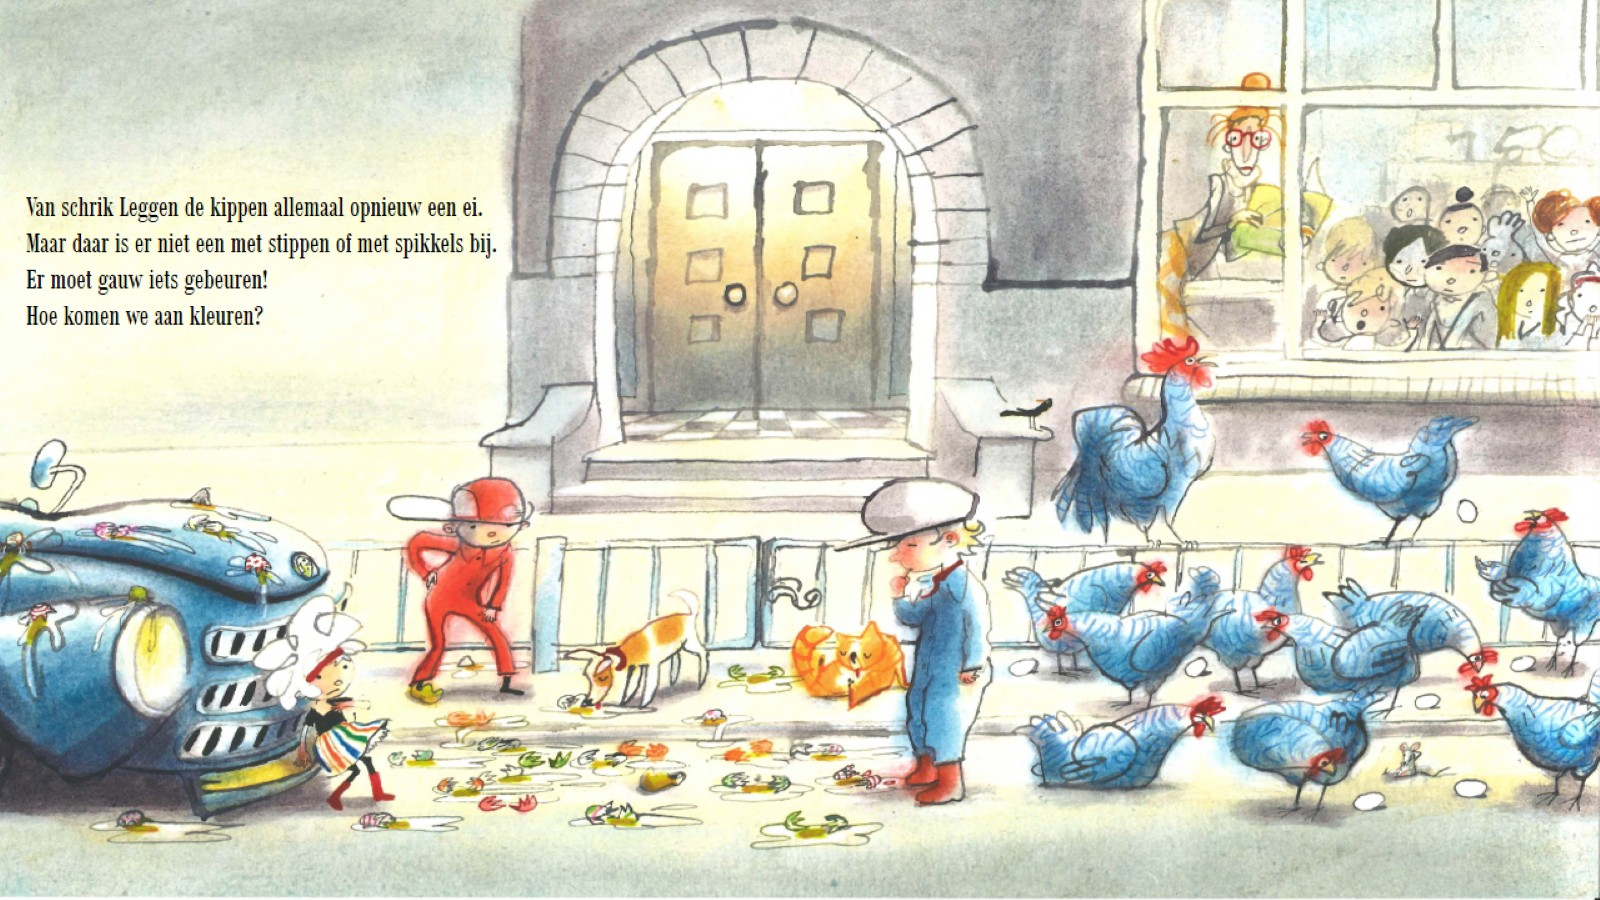 Van schrik Leggen de kippen allemaal opnieuw een ei.
Maar daar is er niet een met stippen of met spikkels bij.
Er moet gauw iets gebeuren!
Hoe komen we aan kleuren?